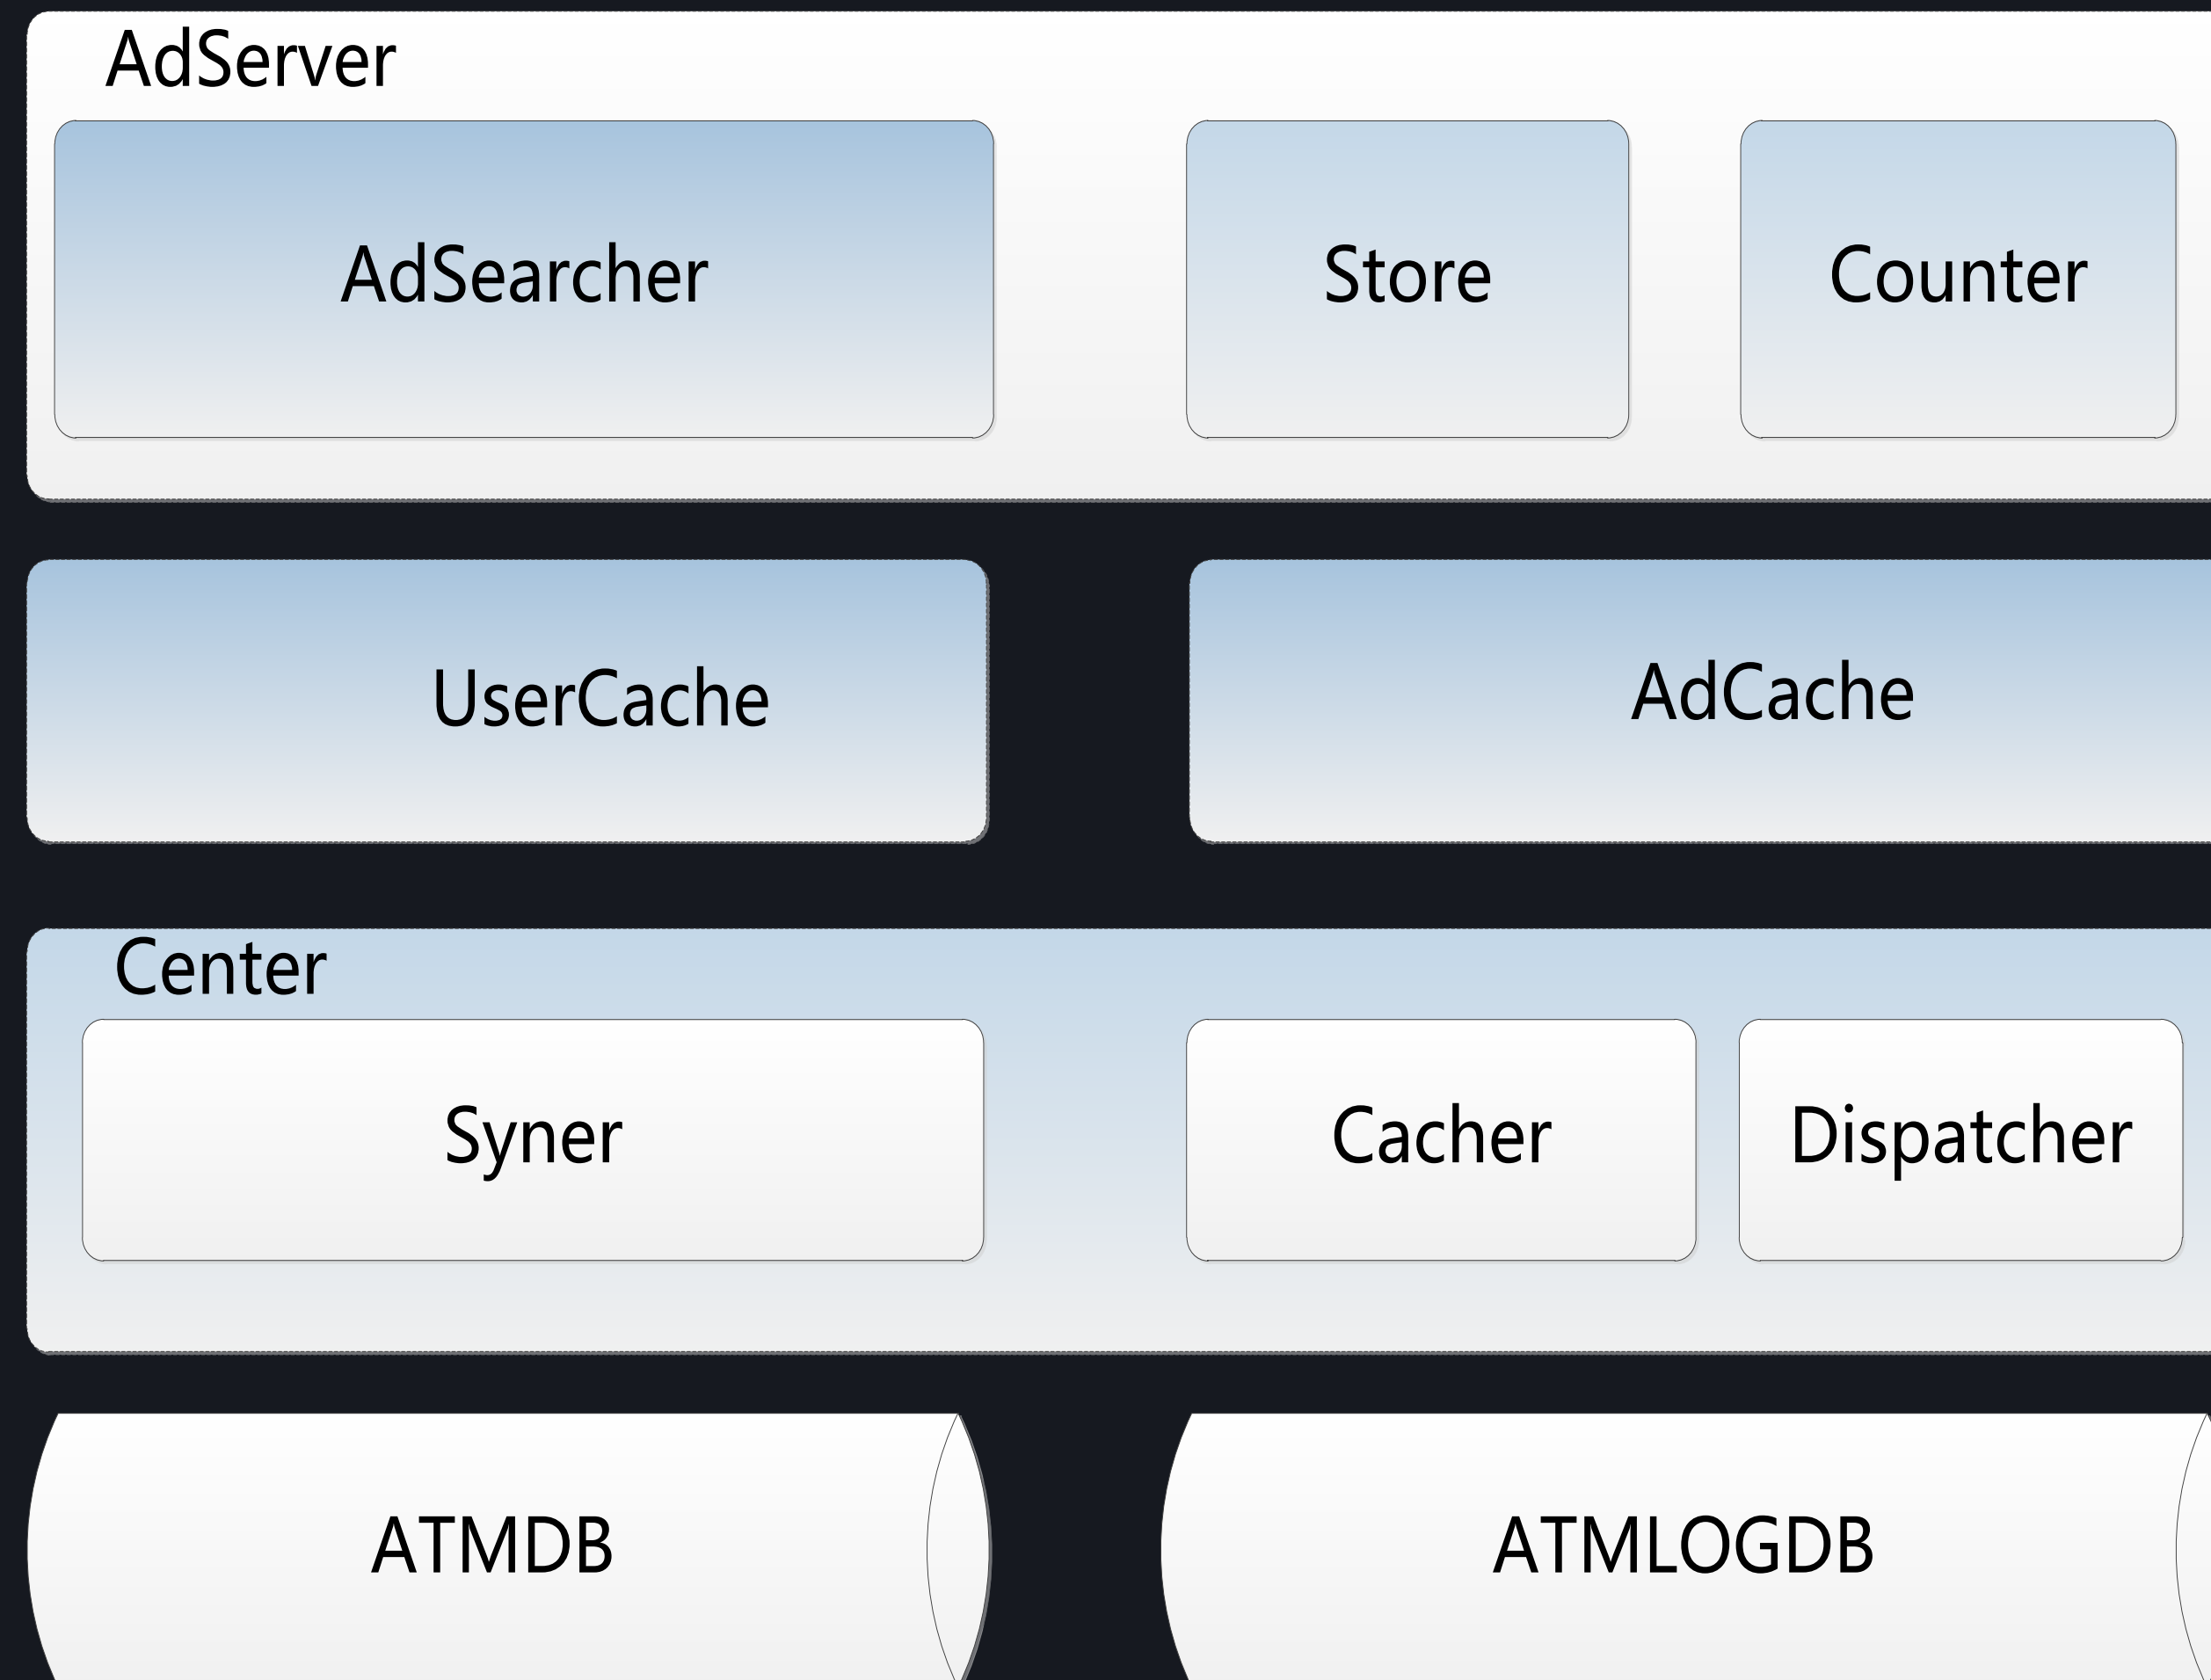 AdServer
AdSearcher
Store
Counter
UserCache
AdCache
Center
Syner
Cacher
Dispatcher
ATMDB
ATMLOGDB